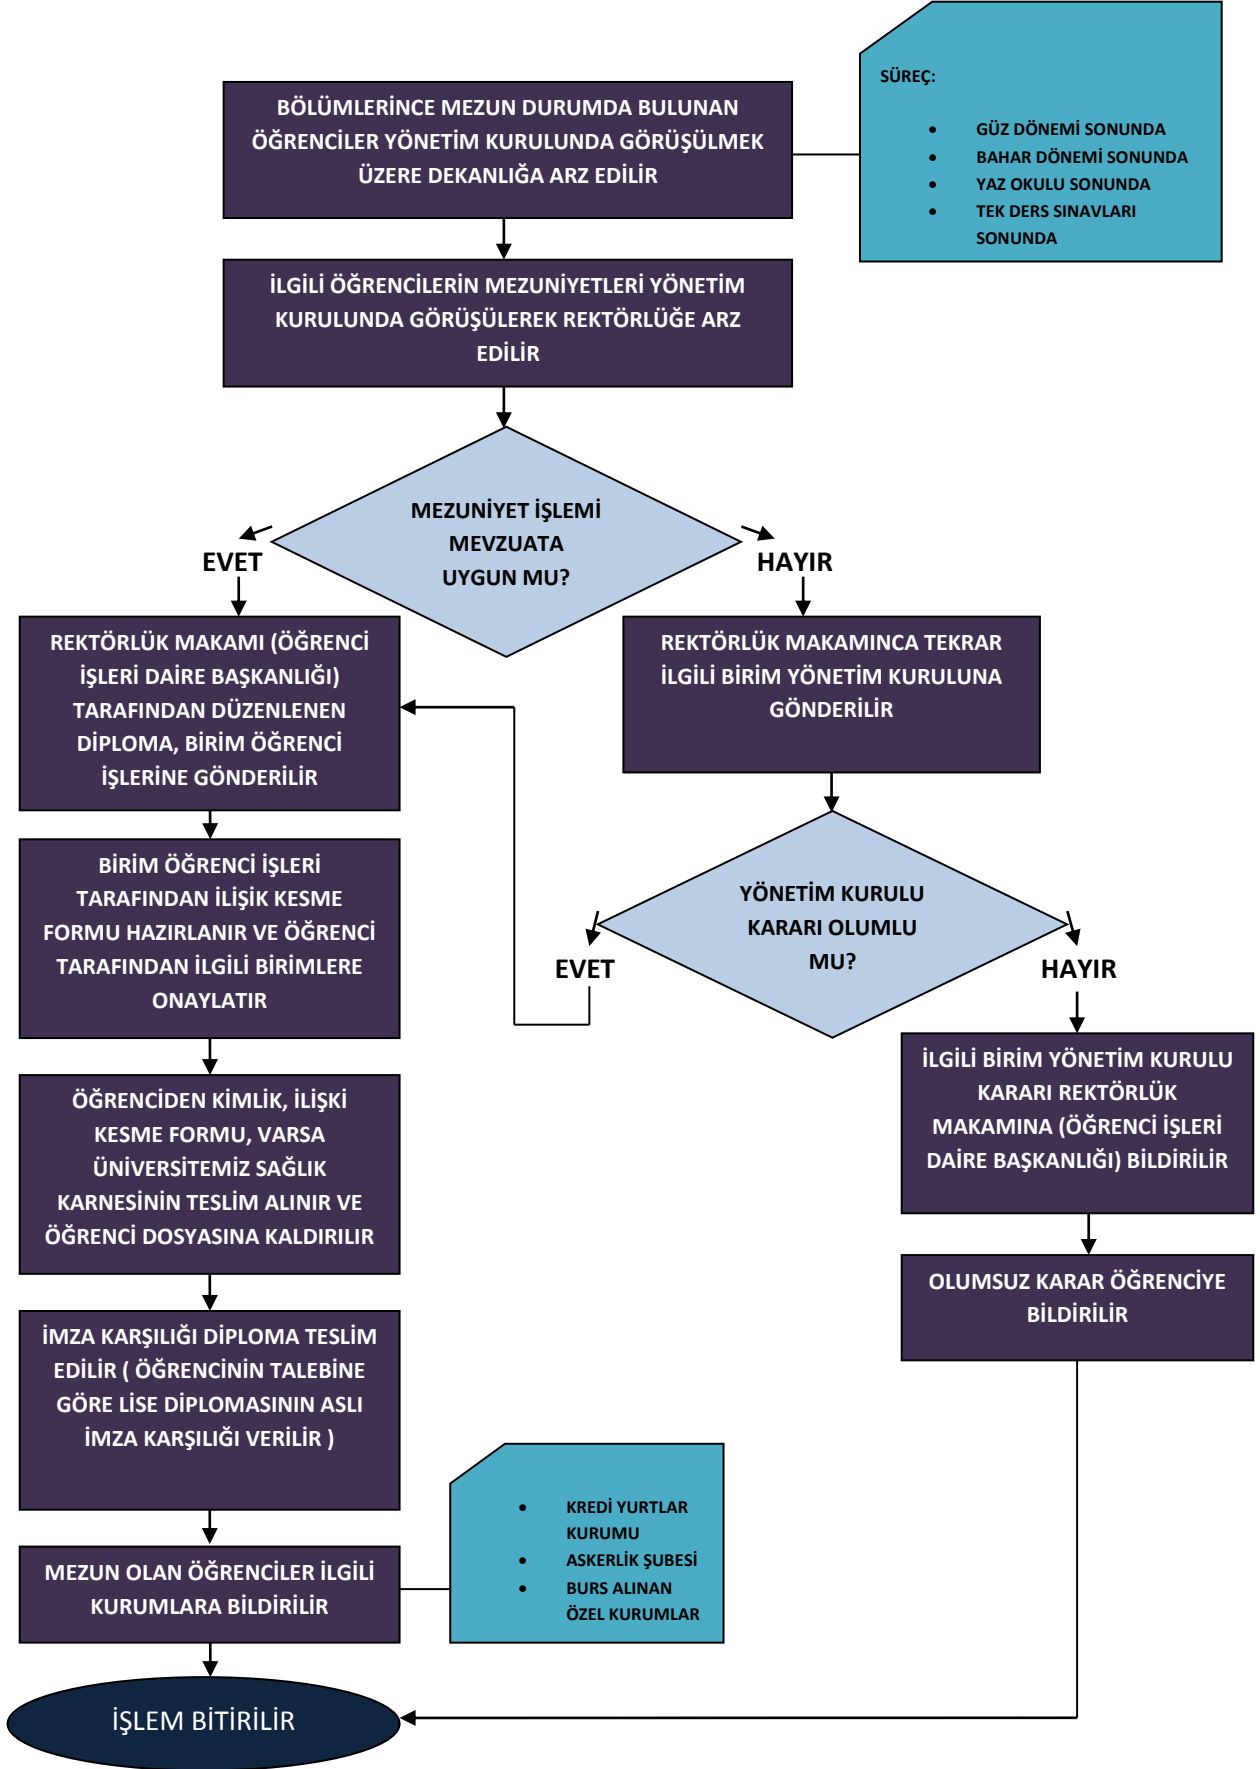 SÜREÇ:
BÖLÜMLERİNCE MEZUN DURUMDA BULUNAN
ÖĞRENCİLER YÖNETİM KURULUNDA GÖRÜŞÜLMEK
ÜZERE DEKANLIĞA ARZ EDİLİR
• GÜZ DÖNEMİ SONUNDA
• BAHAR DÖNEMİ SONUNDA
• YAZ OKULU SONUNDA
• TEK DERS SINAVLARI
SONUNDA
İLGİLİ ÖĞRENCİLERİN MEZUNİYETLERİ YÖNETİM
KURULUNDA GÖRÜŞÜLEREK REKTÖRLÜĞE ARZ
EDİLİR
MEZUNİYET İŞLEMİ
MEVZUATA
UYGUN MU?
EVET
HAYIR
REKTÖRLÜK MAKAMI (ÖĞRENCİ
İŞLERİ DAİRE BAŞKANLIĞI)
TARAFINDAN DÜZENLENEN
DİPLOMA, BİRİM ÖĞRENCİ
İŞLERİNE GÖNDERİLİR
REKTÖRLÜK MAKAMINCA TEKRAR
İLGİLİ BİRİM YÖNETİM KURULUNA
GÖNDERİLİR
BİRİM ÖĞRENCİ İŞLERİ
TARAFINDAN İLİŞİK KESME
FORMU HAZIRLANIR VE ÖĞRENCİ
TARAFINDAN İLGİLİ BİRİMLERE
ONAYLATIR
YÖNETİM KURULU
KARARI OLUMLU
MU?
EVET
HAYIR
ÖĞRENCİDEN KİMLİK, İLİŞKİ
KESME FORMU, VARSA
ÜNİVERSİTEMİZ SAĞLIK
KARNESİNİN TESLİM ALINIR VE
ÖĞRENCİ DOSYASINA KALDIRILIR
İLGİLİ BİRİM YÖNETİM KURULU
KARARI REKTÖRLÜK
MAKAMINA (ÖĞRENCİ İŞLERİ
DAİRE BAŞKANLIĞI) BİLDİRİLİR
OLUMSUZ KARAR ÖĞRENCİYE
BİLDİRİLİR
İMZA KARŞILIĞI DİPLOMA TESLİM
EDİLİR ( ÖĞRENCİNİN TALEBİNE
GÖRE LİSE DİPLOMASININ ASLI
İMZA KARŞILIĞI VERİLİR )
• KREDİ YURTLAR
KURUMU
• ASKERLİK ŞUBESİ
• BURS ALINAN
ÖZEL KURUMLAR
MEZUN OLAN ÖĞRENCİLER İLGİLİ
KURUMLARA BİLDİRİLİR
İŞLEM BİTİRİLİR